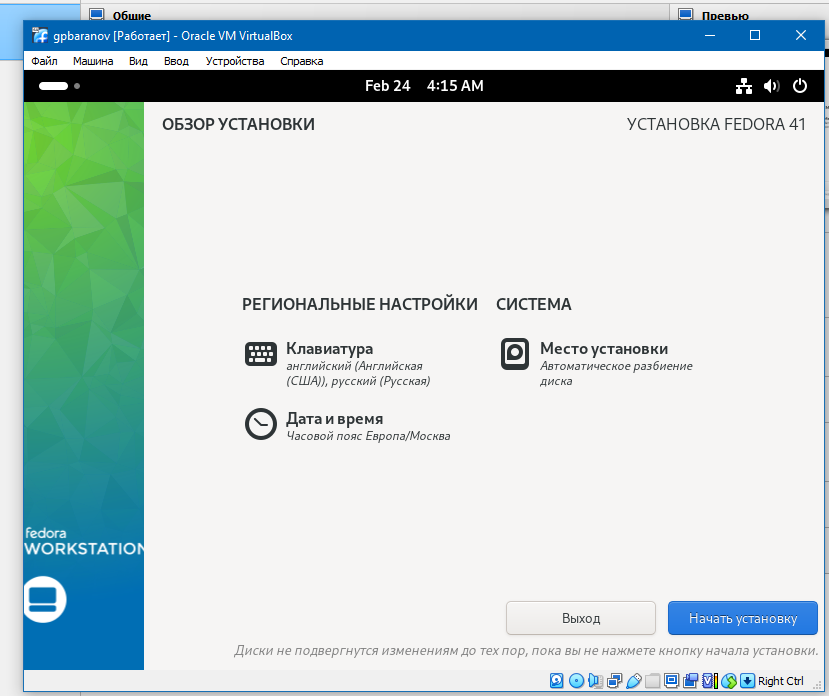 Общие
Превью
gpbaranov [Работает] - Oracle VM VirtualBox
Файл Машина Вид Ввод Устройства Справка
Feb 24 4:15 AM
ОБЗОР УСТАНОВКИ
УСТАНОВКА FEDORA 41
РЕГИОНАЛЬНЫЕ НАСТРОЙКИ
Клавиатура
английский (Английская
(США)), русский (Русская)
Дата и время
Часовой пояс Европа/Москва
СИСТЕМА
Место установки
Автоматическое разбиение
диска
fedora
WORKSTATION
Выход
Начать установку
Диски не подвергнутся изменениям до тех пор, пока вы не нажмете кнопку начала установки.
Right Ctrl